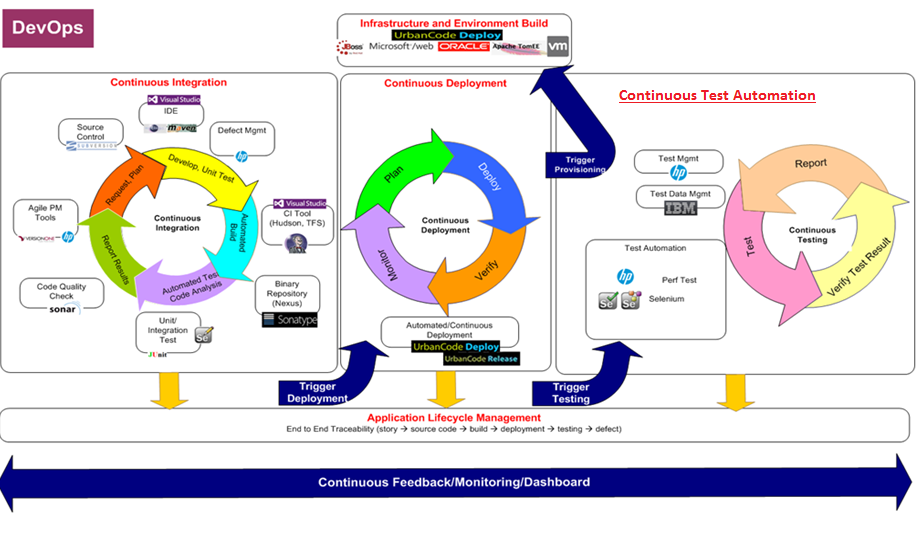 DevOps
Infrastructure and Environment Build
UrbanCode Deploy
JBoss
Microsoft /web
ORACLE
Apache TomEE
vm
Continuous Integration
Visual Studio
IDE
maven
Source
Control
SUBVERSION
Defect Mgmt
hp
Agile PM
Tools
VERSIONONE
hp
Visual Studio
CI Tool
(Hudson, TFS)
Code Quality
Check
sonar
Unit/
Integration
Test
Se
JUnit
Binary
Repository
(Nexus)
Sonatype
Request, Plan
Develop, Unit Test
Automated
Build
Automated Test
Code Analysis
Report Results
Continuous
Integration
Continuous Deployment
Plan
Deploy
Verify
Monitor
Continuous
Deployment
Automated/Continuous
Deployment
UrbanCode Deploy
UrbanCode Release
Continuous Test Automation
Trigger
Provisioning
Test Mgmt
hp
Test Data Mgmt
IBM
Test Automation
hp
Perf Test
Se
Se
Selenium
Report
Verify Test Result
Test
Continuous
Testing
Trigger
Deployment
Trigger
Testing
Application Lifecycle Management
End to End Traceability (story → source code → build → deployment → testing → defect)
Continuous Feedback/Monitoring/Dashboard